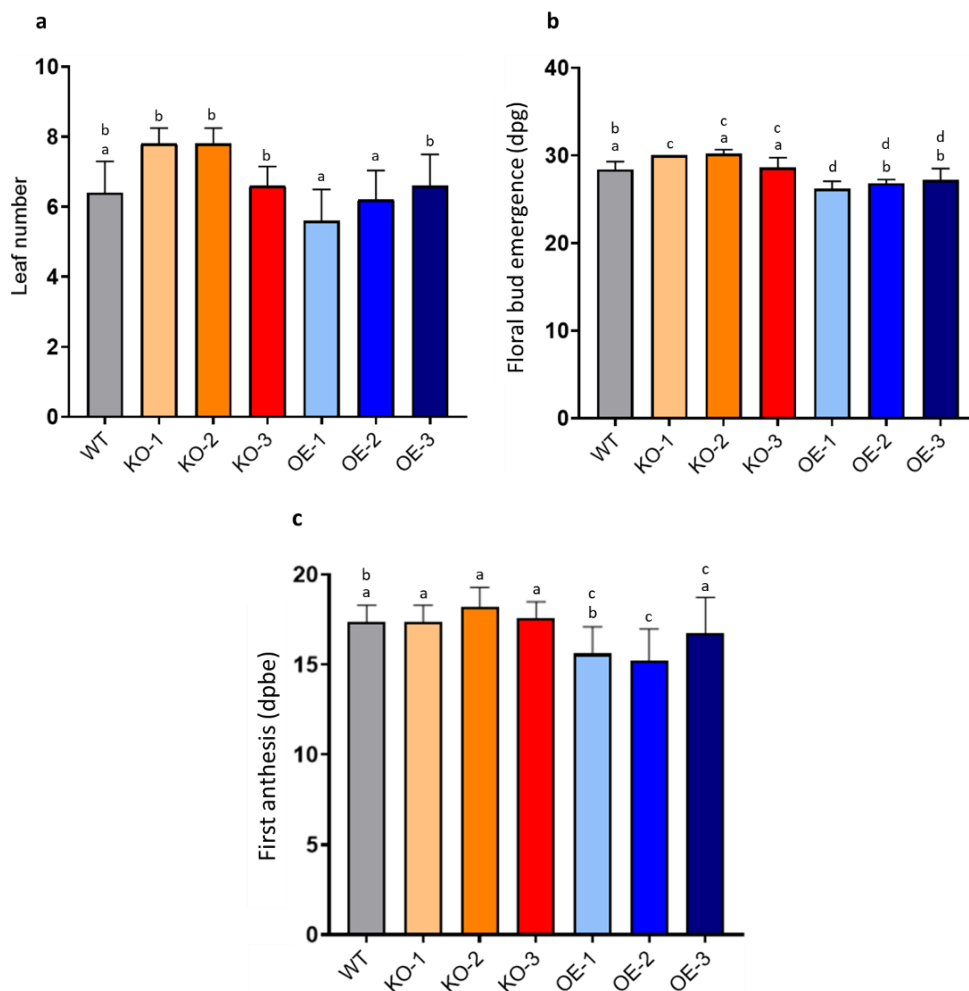 a
Leaf number
10
8
6
4
2
0
b
a
b
b
b
a
a
b
WT
KO-1
KO-2
KO-3
OE-1
OE-2
OE-3
b
Floral bud emergence (dpg)
40
30
20
10
0
b
a
c
c
a
c
a
d
d
b
d
b
WT
KO-1
KO-2
KO-3
OE-1
OE-2
OE-3
c
First anthesis (dpbe)
20
15
10
5
0
b
a
a
a
a
c
b
c
c
a
WT
KO-1
KO-2
KO-3
OE-1
OE-2
OE-3